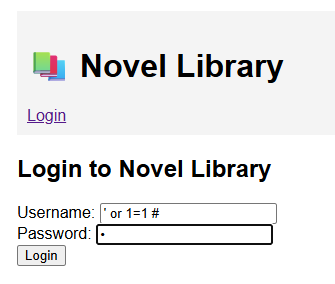 Novel Library
Login
Login to Novel Library
Username: ' or 1=1 #
Password: •
Login